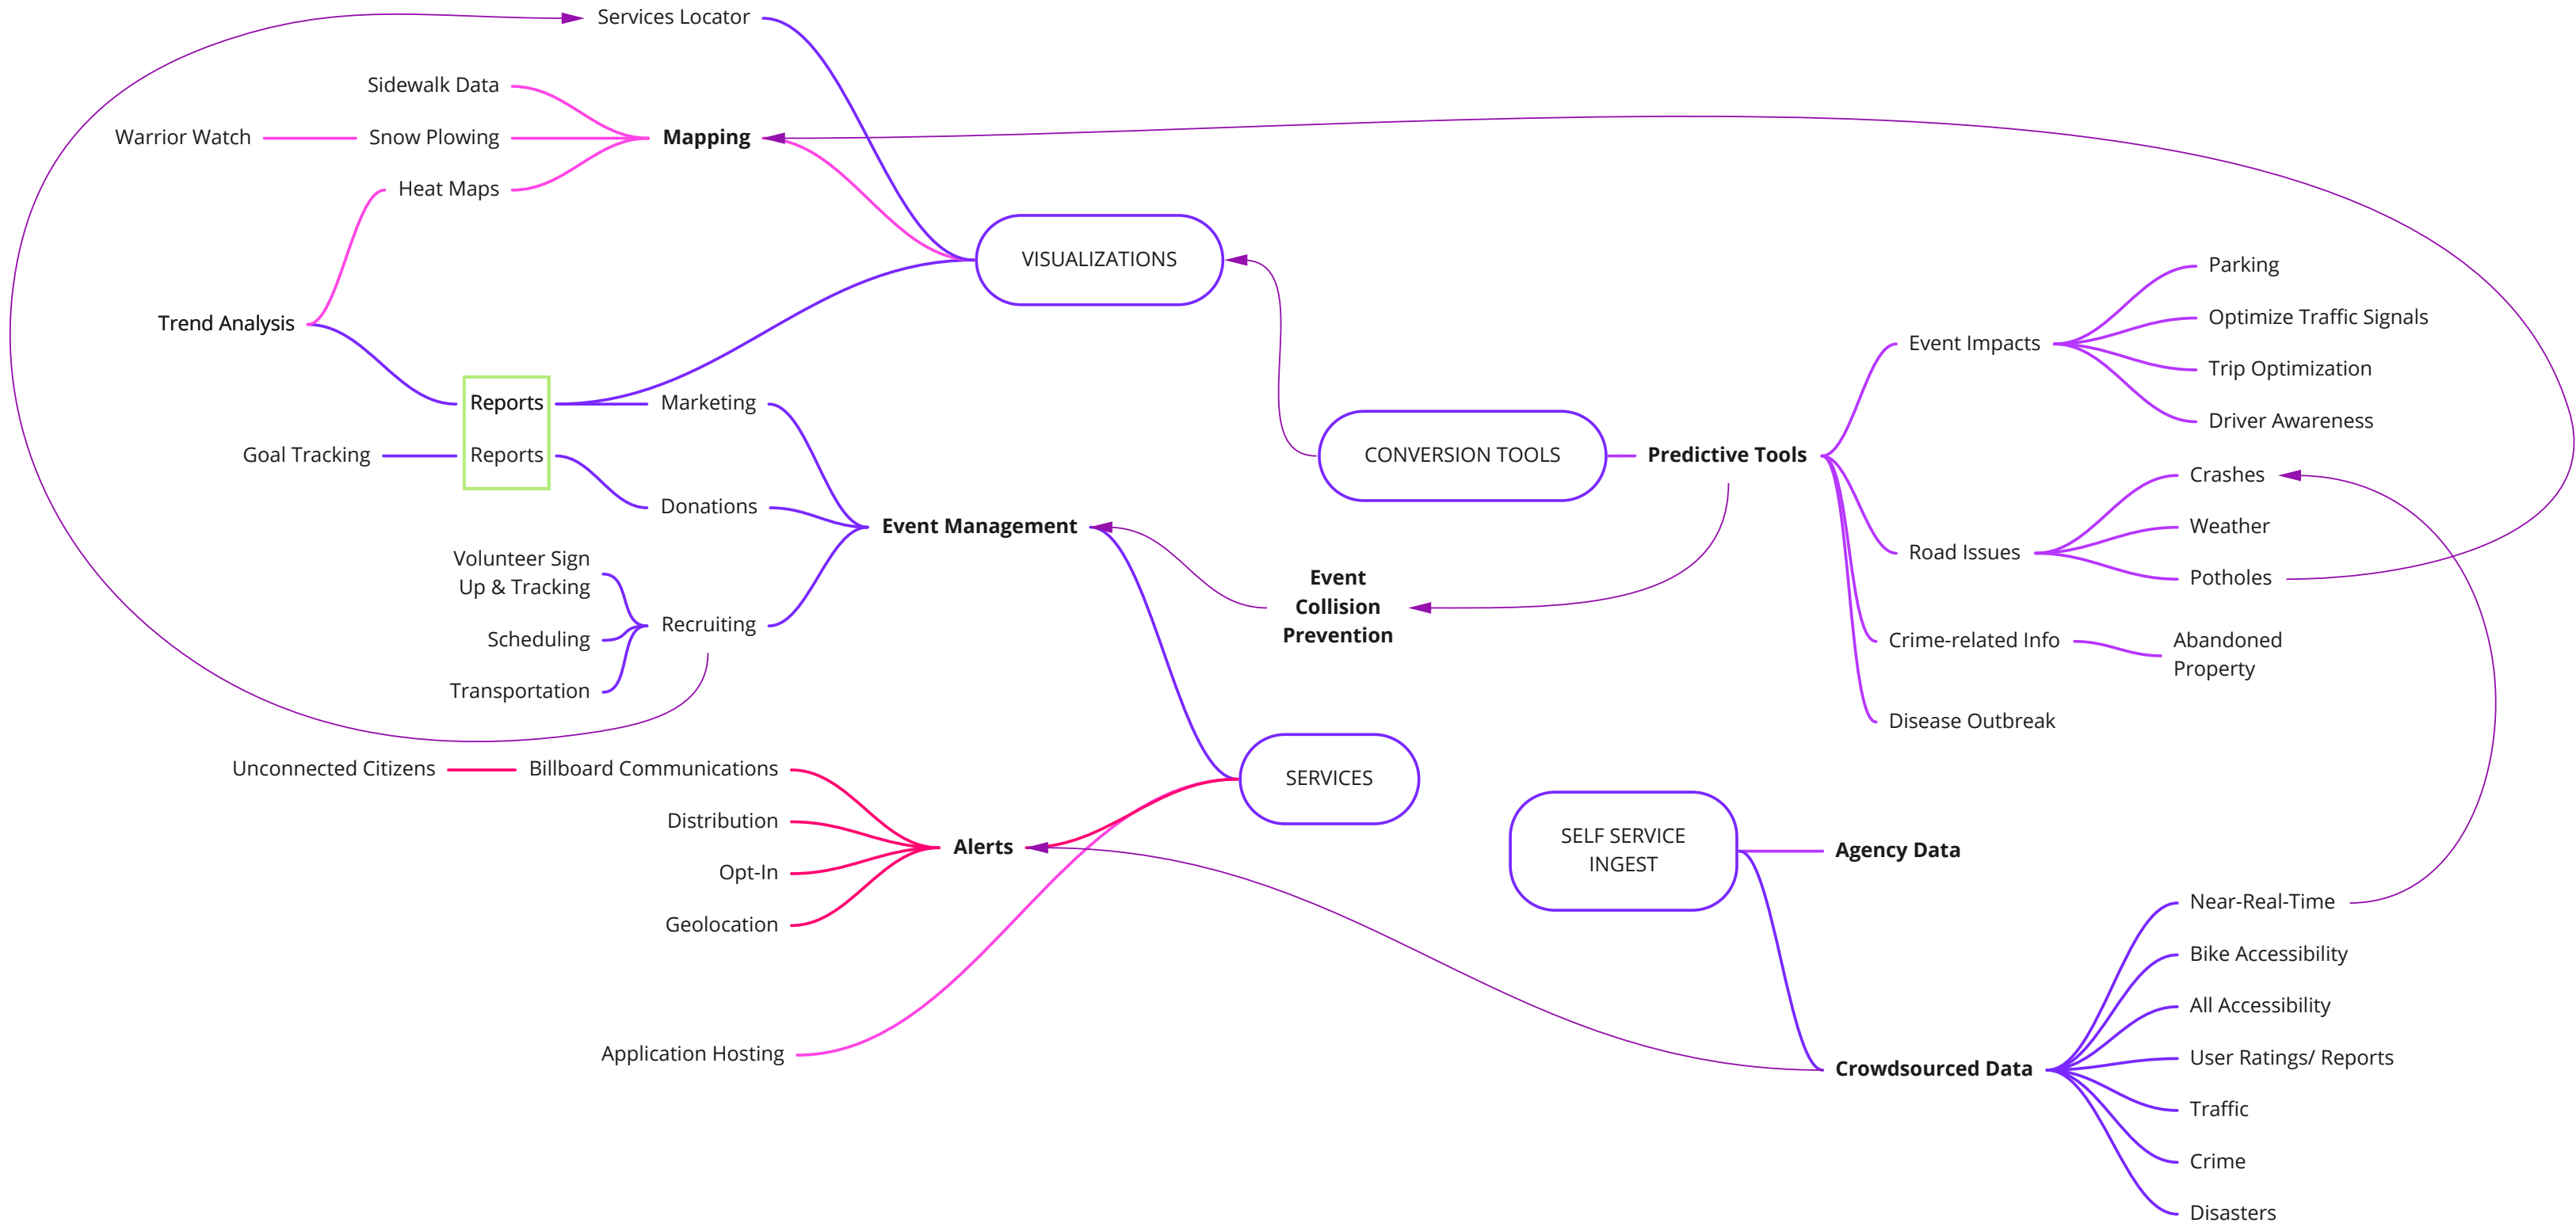 Services Locator
Sidewalk Data
Warrior Watch
Snow Plowing
Mapping
Heat Maps
VISUALIZATIONS
Trend Analysis
Reports
Marketing
Goal Tracking
Reports
Donations
Event Management
Volunteer Sign
Up & Tracking
Scheduling
Recruiting
Transportation
CONVERSION TOOLS
Predictive Tools
Event
Collision
Prevention
Event Impacts
Parking
Optimize Traffic Signals
Trip Optimization
Driver Awareness
Road Issues
Crashes
Weather
Potholes
Crime-related Info
Abandoned
Property
Disease Outbreak
Unconnected Citizens
Billboard Communications
Distribution
Opt-In
Geolocation
Alerts
SERVICES
Application Hosting
SELF SERVICE
INGEST
Agency Data
Crowdsourced Data
Near-Real-Time
Bike Accessibility
All Accessibility
User Ratings/ Reports
Traffic
Crime
Disasters